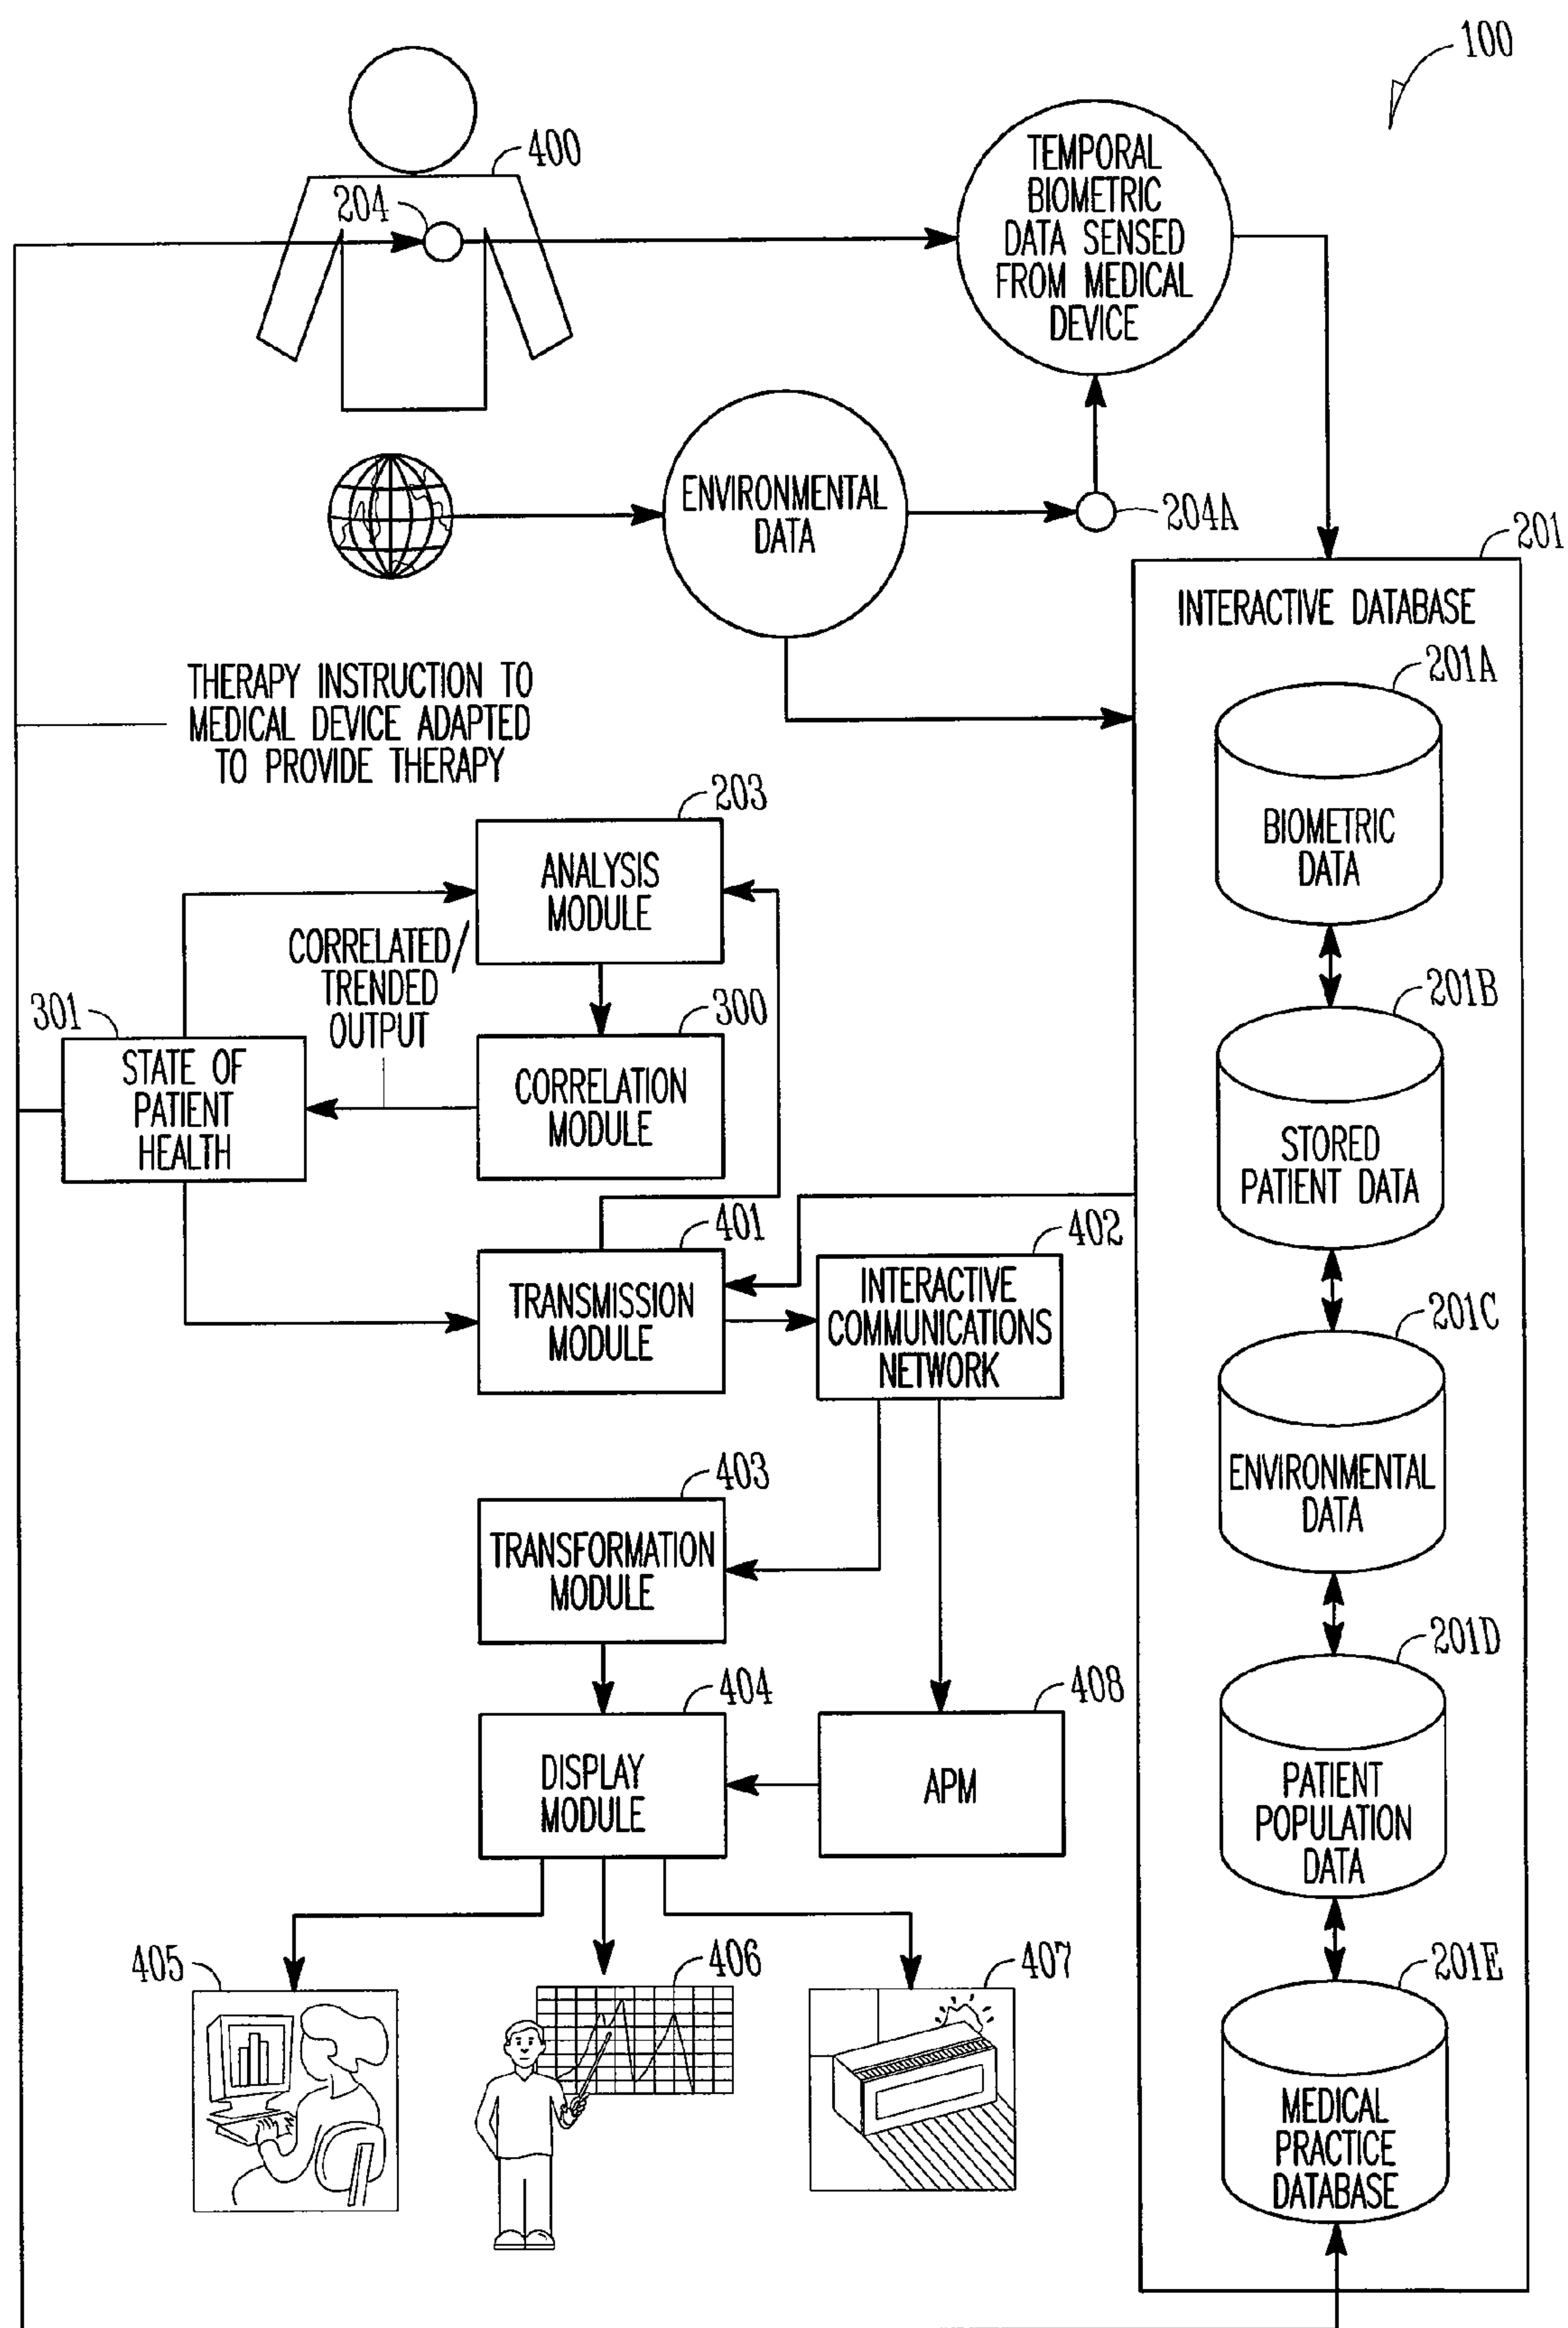 100
400
204
TEMPORAL
BIOMETRIC
DATA SENSED
FROM MEDICAL
DEVICE
ENVIRONMENTAL
DATA
204A
201
INTERACTIVE DATABASE
THERAPY INSTRUCTION TO
MEDICAL DEVICE ADAPTED
TO PROVIDE THERAPY
201A
BIOMETRIC
DATA
203
ANALYSIS
MODULE
CORRELATED/
TRENDED
OUTPUT
301
STATE OF
PATIENT
HEALTH
300
CORRELATION
MODULE
201B
STORED
PATIENT DATA
401
TRANSMISSION
MODULE
402
INTERACTIVE
COMMUNICATIONS
NETWORK
201C
ENVIRONMENTAL
DATA
403
TRANSFORMATION
MODULE
404
DISPLAY
MODULE
408
APM
201D
PATIENT
POPULATION
DATA
405
406
407
201E
MEDICAL
PRACTICE
DATABASE